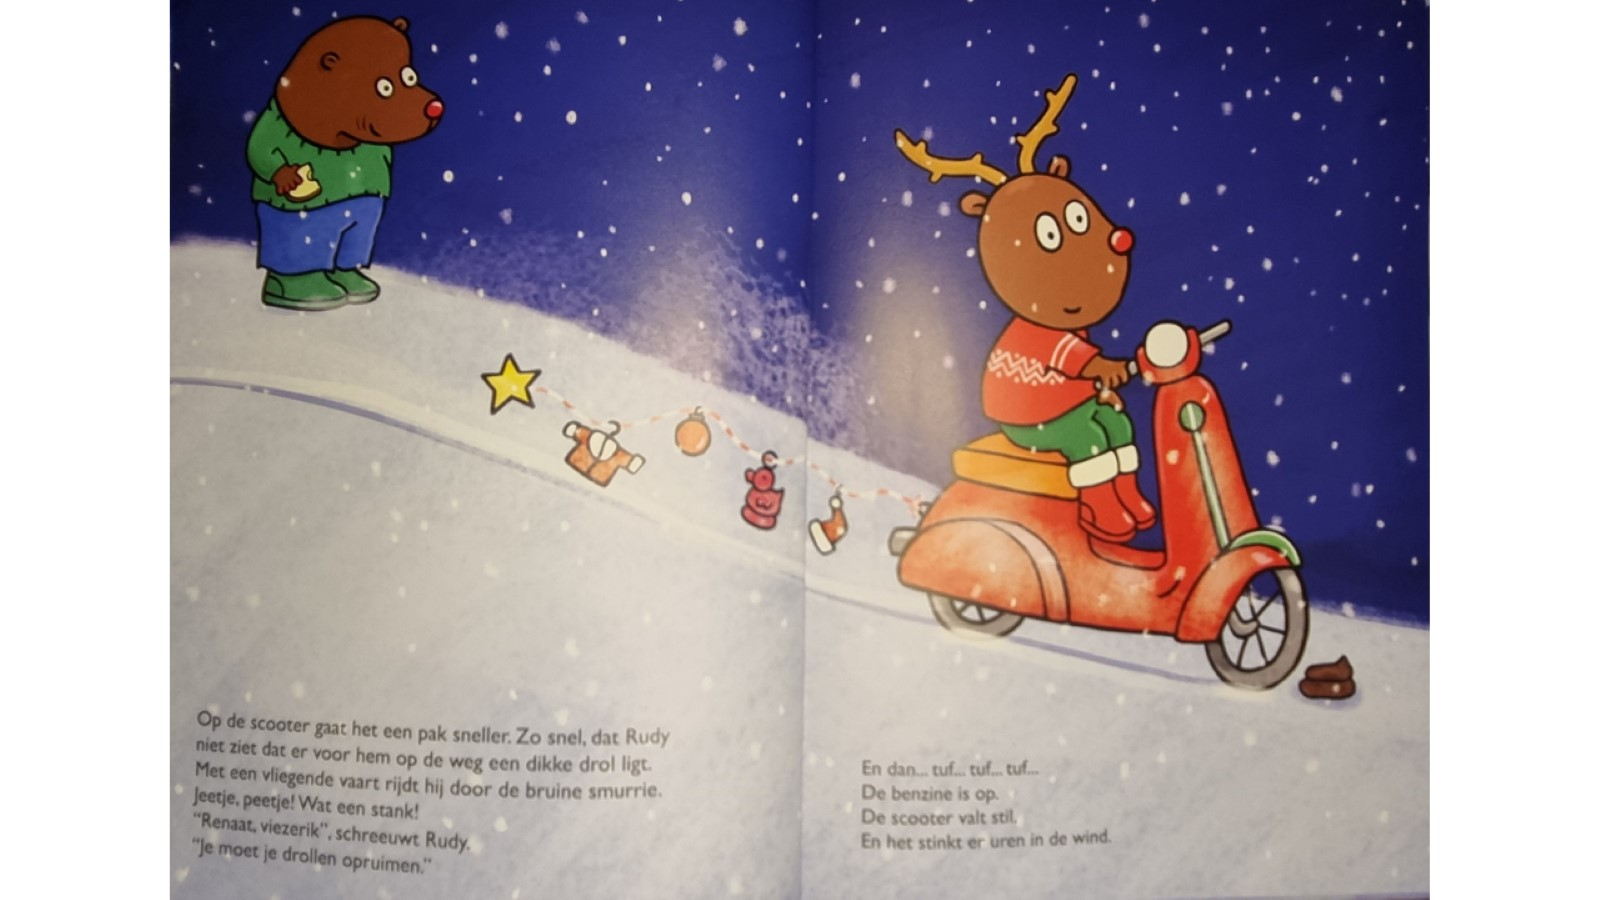 Op de scooter gaat het een pak sneller. Zo snel, dat Rudy
niet ziet dat er voor hem op de weg een dikke drol ligt.
Met een vliegende vaart rijdt hij door de bruine smurrie.
Jeetje, peetje! Wat een stank!
“Renaat, viezerik”, schreeuwt Rudy.
“Je moet je drollen opruimen.”
En dan... tuf... tuf... tuf...
De benzine is op.
De scooter valt stil.
En het stinkt er uren in de wind.